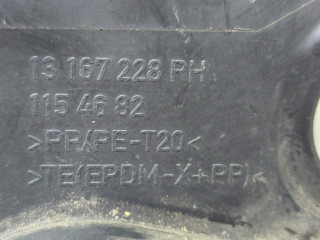 13 167 228 RH
115 46 82
>PP/PE-T20<
>TE(EPDM-X+PP)<